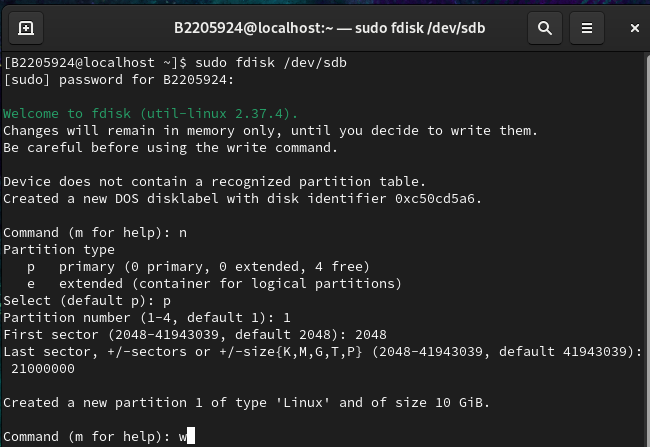 B2205924@localhost:~ — sudo fdisk /dev/sdb
[B2205924@localhost ~]$ sudo fdisk /dev/sdb
[sudo] password for B2205924:
Welcome to fdisk (util-linux 2.37.4).
Changes will remain in memory only, until you decide to write them.
Be careful before using the write command.
Device does not contain a recognized partition table.
Created a new DOS disklabel with disk identifier 0xc50cd5a6.
Command (m for help): n
Partition type
   p   primary (0 primary, 0 extended, 4 free)
   e   extended (container for logical partitions)
Select (default p): p
Partition number (1-4, default 1): 1
First sector (2048-41943039, default 2048): 2048
Last sector, +/-sectors or +/-size{K,M,G,T,P} (2048-41943039, default 41943039):
 21000000
Created a new partition 1 of type 'Linux' and of size 10 GiB.
Command (m for help): w